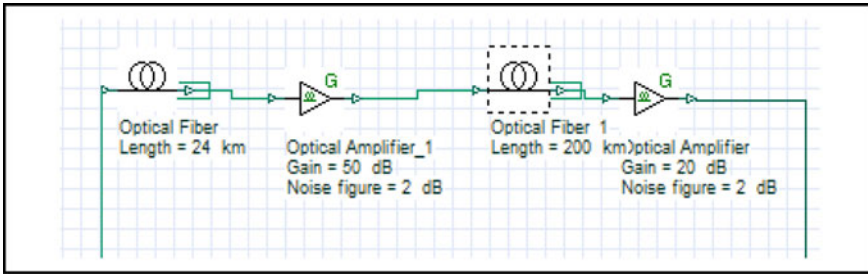 G
G
Optical Fiber
Length = 24 km
Optical Amplifier_1
Gain = 50 dB
Noise figure = 2 dB
Optical Fiber 1
Length = 200 km
Optical Amplifier
Gain = 20 dB
Noise figure = 2 dB